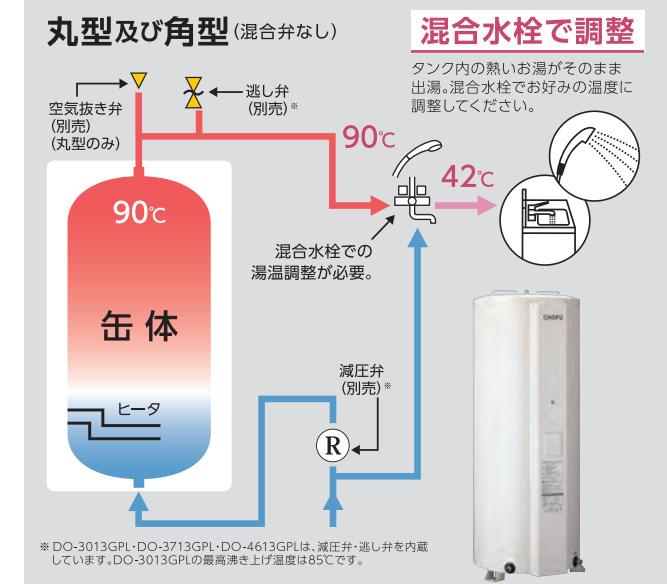 丸型及び角型(混合弁なし)
混合水栓で調整
タンク内の熱いお湯がそのまま
出湯。混合水栓でお好みの温度に
調整してください。
空気抜き弁
(別売)
(丸型のみ)
逃し弁
(別売)※
90℃
42℃
90℃
混合水栓での
湯温調整が必要。
缶体
ヒータ
減圧弁
(別売)※
R
CHOFU
※DO-3013GPL・DO-3713GPL・DO-4613GPLは、減圧弁・逃し弁を内蔵
しています。DO-3013GPLの最高沸き上げ温度は85℃です。